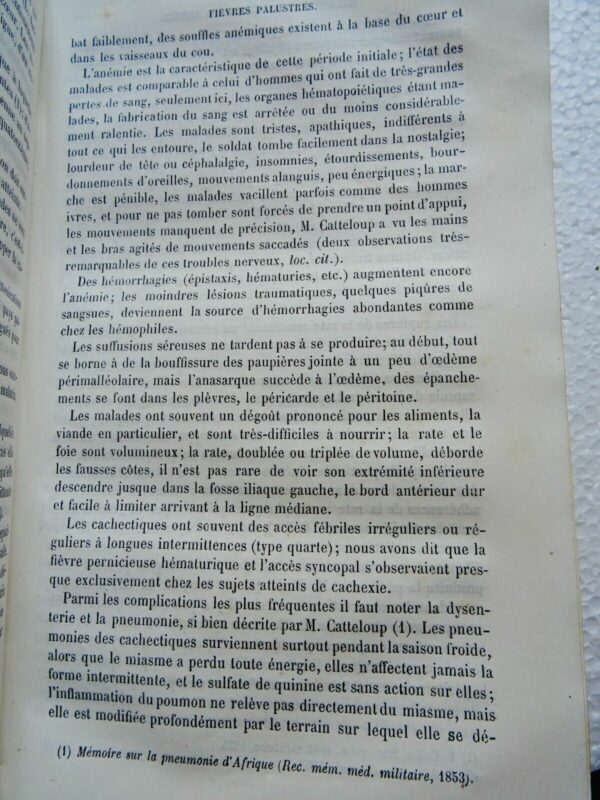 FIÈVRES PALUSTRES.
bat faiblement, des souffles anémiques existent à la base du cœur et
dans les vaisseaux du cou.
L'anémie est la caractéristique de cette période initiale; l'état des
malades est comparable à celui d'hommes qui ont fait de très-grandes
pertes de sang, seulement ici, les organes hématopoiétiques étant ma-
lades, la fabrication du sang est arrêtée ou du moins considérable-
ment ralentie. Les malades sont tristes, apathiques, indifférents à
tout ce qui les entoure, le soldat tombe facilement dans la nostalgie;
lourdeur de tête ou céphalalgie, insomnies, étourdissements, bour-
donnements d'oreilles, mouvements alanguis, peu énergiques; la mar-
che est pénible, les malades vacillent parfois comme des hommes
ivres, et pour ne pas tomber sont forcés de prendre un point d'appui,
les mouvements manquent de précision, M. Catteloup a vu les mains
et les bras agités de mouvements saccadés (deux observations très-
remarquables de ces troubles nerveux, loc. cit.).
Des hémorrhagies (épistaxis, hématuries, etc.) augmentent encore
l'anémie; les moindres lésions traumatiques, quelques piqûres de
sangsues, deviennent la source d'hémorrhagies abondantes comme
chez les hémophiles.
Les suffusions séreuses ne tardent pas à se produire; au début, tout
se borne à de la bouffissure des paupières jointe à un peu d'œdème
périmalléolaire, mais l'anasarque succède à l'œdème, des épanche-
ments se font dans les plèvres, le péricarde et le péritoine.
Les malades ont souvent un dégoût prononcé pour les aliments, la
viande en particulier, et sont très-difficiles à nourrir; la rate et le
foie sont volumineux; la rate, doublée ou triplée de volume, déborde
les fausses côtes, il n'est pas rare de voir son extrémité inférieure
descendre jusque dans la fosse iliaque gauche, le bord antérieur dur
et facile à limiter arrivant à la ligne médiane.
Les cachectiques ont souvent des accès fébriles irréguliers ou ré-
guliers à longues intermittences (type quarte); nous avons dit que la
fièvre pernicieuse hématurique et l'accès syncopal s'observaient pres-
que exclusivement chez les sujets atteints de cachexie.
Parmi les complications les plus fréquentes il faut noter la dysen-
terie et la pneumonie, si bien décrite par M. Catteloup (1). Les pneu-
monies des cachectiques surviennent surtout pendant la saison froide,
alors que le miasme a perdu toute énergie, elles n'affectent jamais la
forme intermittente, et le sulfate de quinine est sans action sur elles;
l'inflammation du poumon ne relève pas directement du miasme, mais
elle est modifiée profondément par le terrain sur lequel elle se dé-
(1) Mémoire sur la pneumonie d'Afrique (Rec. mém. méd. militaire, 1853).